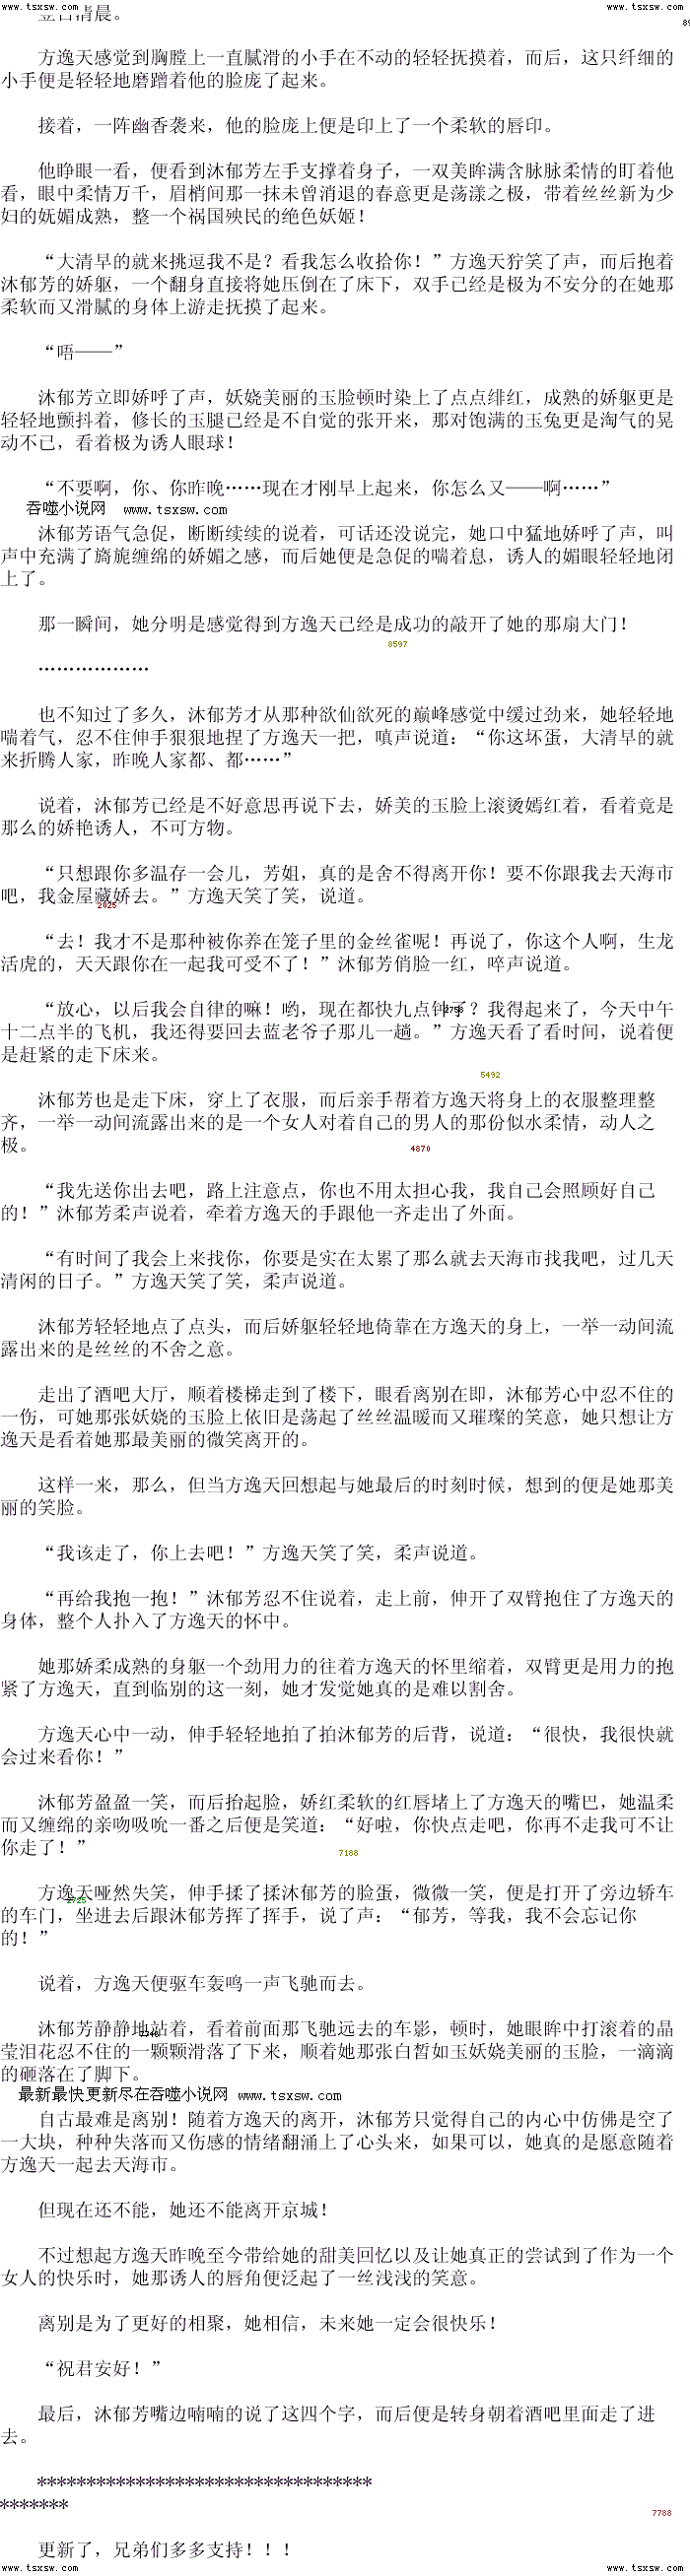 www.tsxsw.com www.tsxsw.com
翌日清晨。
89
方逸天感觉到胸膛上一直腻滑的小手在不动的轻轻抚摸着，而后，这只纤细的
小手便是轻轻地磨蹭着他的脸庞了起来。
接着，一阵幽香袭来，他的脸庞上便是印上了一个柔软的唇印。
他睁眼一看，便看到沐郁芳左手支撑着身子，一双美眸满含脉脉柔情的盯着他
看，眼中柔情万千，眉梢间那一抹未曾消退的春意更是荡漾之极，带着丝丝新为少
妇的妩媚成熟，整一个祸国殃民的绝色妖姬！
“大清早的就来挑逗我不是？看我怎么收拾你！”方逸天狞笑了声，而后抱着
沐郁芳的娇躯，一个翻身直接将她压倒在了床下，双手已经是极为不安分的在她那
柔软而又滑腻的身体上游走抚摸了起来。
“唔——”
沐郁芳立即娇呼了声，妖娆美丽的玉脸顿时染上了点点绯红，成熟的娇躯更是
轻轻地颤抖着，修长的玉腿已经是不自觉的张开来，那对饱满的玉兔更是淘气的晃
动不已，看着极为诱人眼球！
“不要啊，你、你昨晚……现在才刚早上起来，你怎么又——啊……”
吞噬小说网 www.tsxsw.com
沐郁芳语气急促，断断续续的说着，可话还没说完，她口中猛地娇呼了声，叫
声中充满了旖旎缠绵的娇媚之感，而后她便是急促的喘着息，诱人的媚眼轻轻地闭
上了。
那一瞬间，她分明是感觉得到方逸天已经是成功的敲开了她的那扇大门！
8597
………………
也不知过了多久，沐郁芳才从那种欲仙欲死的巅峰感觉中缓过劲来，她轻轻地
喘着气，忍不住伸手狠狠地捏了方逸天一把，嗔声说道：“你这坏蛋，大清早的就
来折腾人家，昨晚人家都、都……”
说着，沐郁芳已经是不好意思再说下去，娇美的玉脸上滚烫嫣红着，看着竟是
那么的娇艳诱人，不可方物。
“只想跟你多温存一会儿，芳姐，真的是舍不得离开你！要不你跟我去天海市
吧，我金屋藏娇去。”方逸天笑了笑，说道。
2025
“去！我才不是那种被你养在笼子里的金丝雀呢！再说了，你这个人啊，生龙
活虎的，天天跟你在一起我可受不了！”沐郁芳俏脸一红，啐声说道。
“放心，以后我会自律的嘛！哟，现在都快九点钟了？我得起来了，今天中午
2758
十二点半的飞机，我还得要回去蓝老爷子那儿一趟。”方逸天看了看时间，说着便
是赶紧的走下床来。
5492
沐郁芳也是走下床，穿上了衣服，而后亲手帮着方逸天将身上的衣服整理整
齐，一举一动间流露出来的是一个女人对着自己的男人的那份似水柔情，动人之
极。
4870
“我先送你出去吧，路上注意点，你也不用太担心我，我自己会照顾好自己
的！”沐郁芳柔声说着，牵着方逸天的手跟他一齐走出了外面。
“有时间了我会上来找你，你要是实在太累了那么就去天海市找我吧，过几天
清闲的日子。”方逸天笑了笑，柔声说道。
沐郁芳轻轻地点了点头，而后娇躯轻轻地倚靠在方逸天的身上，一举一动间流
露出来的是丝丝的不舍之意。
走出了酒吧大厅，顺着楼梯走到了楼下，眼看离别在即，沐郁芳心中忍不住的
一伤，可她那张妖娆的玉脸上依旧是荡起了丝丝温暖而又璀璨的笑意，她只想让方
逸天是看着她那最美丽的微笑离开的。
这样一来，那么，但当方逸天回想起与她最后的时刻时候，想到的便是她那美
丽的笑脸。
“我该走了，你上去吧！”方逸天笑了笑，柔声说道。
“再给我抱一抱！”沐郁芳忍不住说着，走上前，伸开了双臂抱住了方逸天的
身体，整个人扑入了方逸天的怀中。
她那娇柔成熟的身躯一个劲用力的往着方逸天的怀里缩着，双臂更是用力的抱
紧了方逸天，直到临别的这一刻，她才发觉她真的是难以割舍。
方逸天心中一动，伸手轻轻地拍了拍沐郁芳的后背，说道：“很快，我很快就
会过来看你！”
沐郁芳盈盈一笑，而后抬起脸，娇红柔软的红唇堵上了方逸天的嘴巴，她温柔
而又缠绵的亲吻吸吮一番之后便是笑道：“好啦，你快点走吧，你再不走我可不让
你走了！”
7188
方逸天哑然失笑，伸手揉了揉沐郁芳的脸蛋，微微一笑，便是打开了旁边轿车
2725
的车门，坐进去后跟沐郁芳挥了挥手，说了声：“郁芳，等我，我不会忘记你
的！”
说着，方逸天便驱车轰鸣一声飞驰而去。
沐郁芳静静地站着，看着前面那飞驰远去的车影，顿时，她眼眸中打滚着的晶
莹泪花忍不住的一颗颗滑落了下来，顺着她那张白皙如玉妖娆美丽的玉脸，一滴滴
的砸落在了脚下。
最新最快更新尽在吞噬小说网 www.tsxsw.com
自古最难是离别！随着方逸天的离开，沐郁芳只觉得自己的内心中仿佛是空了
一大块，种种失落而又伤感的情绪翻涌上了心头来，如果可以，她真的是愿意随着
方逸天一起去天海市。
但现在还不能，她还不能离开京城！
不过想起方逸天昨晚至今带给她的甜美回忆以及让她真正的尝试到了作为一个
女人的快乐时，她那诱人的唇角便泛起了一丝浅浅的笑意。
离别是为了更好的相聚，她相信，未来她一定会很快乐！
“祝君安好！”
最后，沐郁芳嘴边喃喃的说了这四个字，而后便是转身朝着酒吧里面走了进
去。
**********************************
*******
7788
更新了，兄弟们多多支持！！！
www.tsxsw.com www.tsxsw.com